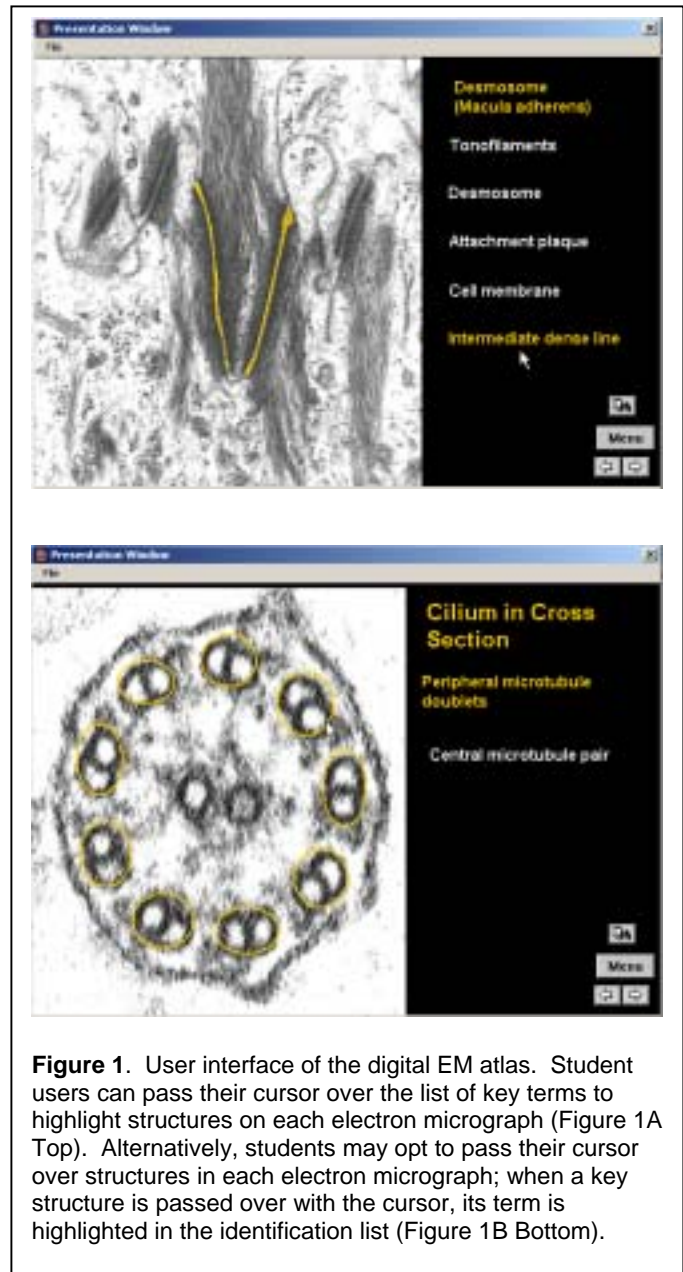 Presentation Window
File
Desmosome
(Macula adherens)
Tonofilaments
Desmosome
Attachment plaque
Cell membrane
Intermediate dense line
Menu
Presentation Window
File
Cilium in Cross
Section
Peripheral microtubule
doublets
Central microtubule pair
Menu
Figure 1. User interface of the digital EM atlas. Student
users can pass their cursor over the list of key terms to
highlight structures on each electron micrograph (Figure 1A
Top). Alternatively, students may opt to pass their cursor
over structures in each electron micrograph; when a key
structure is passed over with the cursor, its term is
highlighted in the identification list (Figure 1B Bottom).